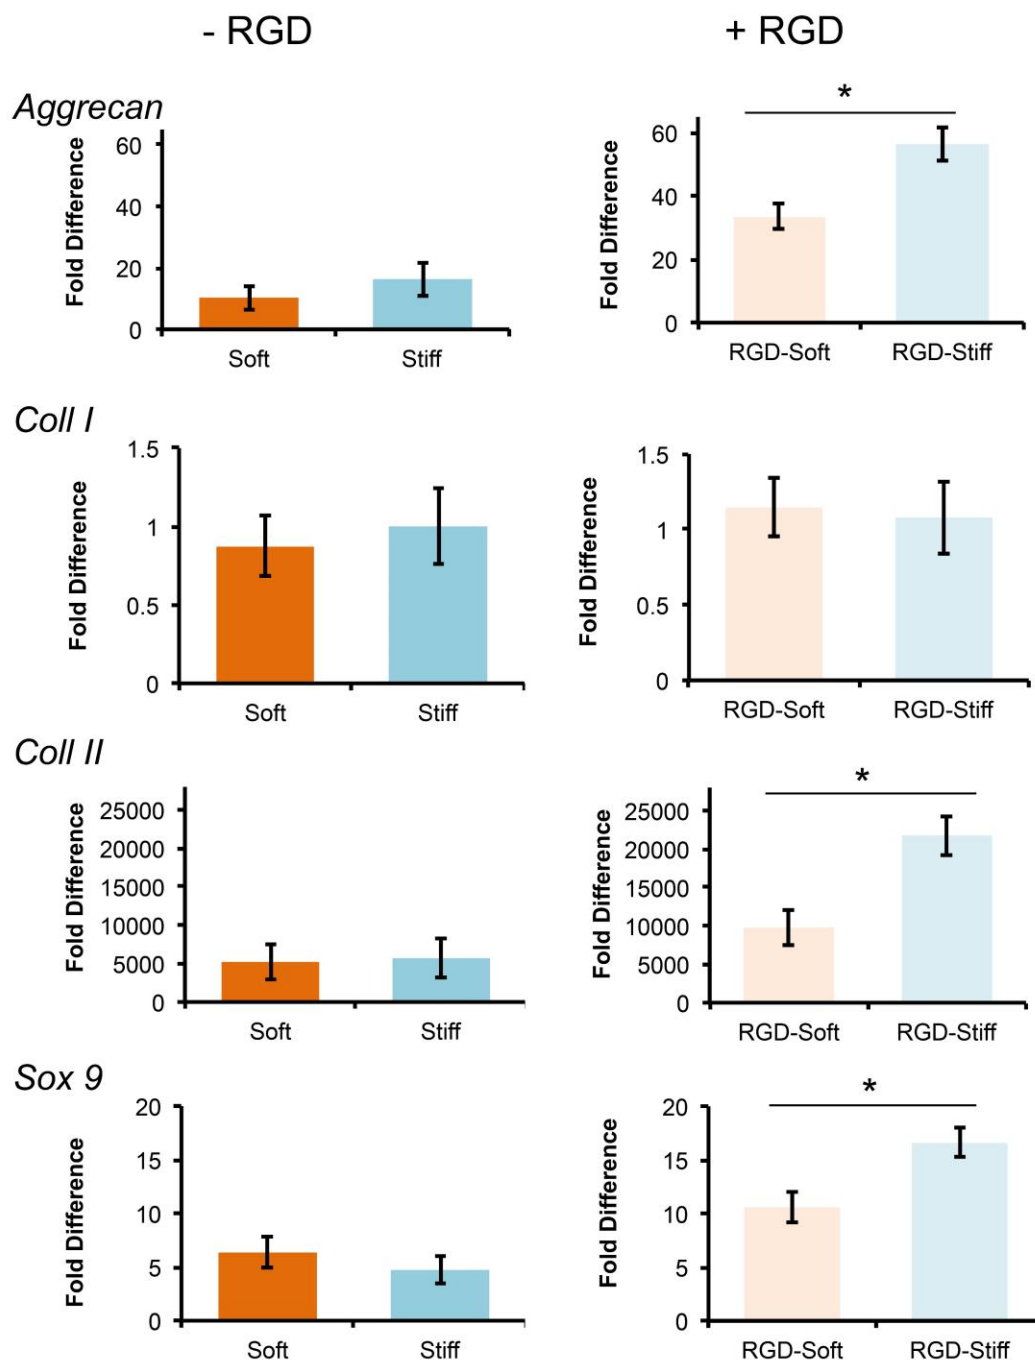 - RGD
+ RGD
Aggrecan
Fold Difference
60
40
20
0
Soft Stiff
*
Fold Difference
60
40
20
0
RGD-Soft RGD-Stiff
Coll I
Fold Difference
1.5
1
0.5
0
Soft Stiff
Fold Difference
1.5
1
0.5
0
RGD-Soft RGD-Stiff
Coll II
Fold Difference
25000
20000
15000
10000
5000
0
Soft Stiff
*
Fold Difference
25000
20000
15000
10000
5000
0
RGD-Soft RGD-Stiff
Sox 9
Fold Difference
20
15
10
5
0
Soft Stiff
*
Fold Difference
20
15
10
5
0
RGD-Soft RGD-Stiff